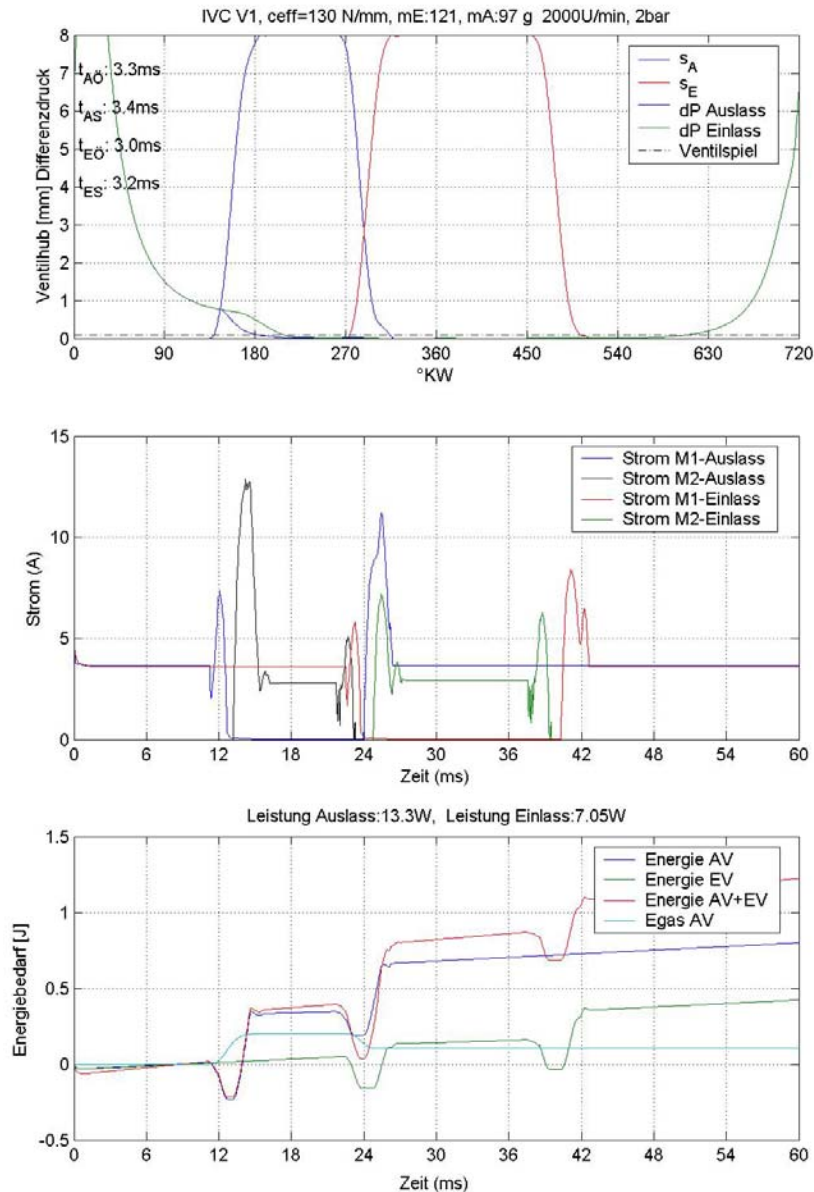 IVC V1, ceff=130 N/mm, mE:121, mA:97 g 2000U/min, 2bar
Ventilhub [mm] Differenzdruck
8
7
6
5
4
3
2
1
0
t_AÖ: 3.3ms
t_AS: 3.4ms
t_EÖ: 3.0ms
t_ES: 3.2ms
s_A
s_E
dP Auslass
dP Einlass
Ventilspiel
0 90 180 270 360 450 540 630 720
°KW
Strom (A)
15
10
5
0
Strom M1-Auslass
Strom M2-Auslass
Strom M1-Einlass
Strom M2-Einlass
0 6 12 18 24 30 36 42 48 54 60
Zeit (ms)
Leistung Auslass:13.3W, Leistung Einlass:7.05W
Energiebedarf [J]
1.5
1
0.5
0
-0.5
Energie AV
Energie EV
Energie AV+EV
Egas AV
0 6 12 18 24 30 36 42 48 54 60
Zeit (ms)